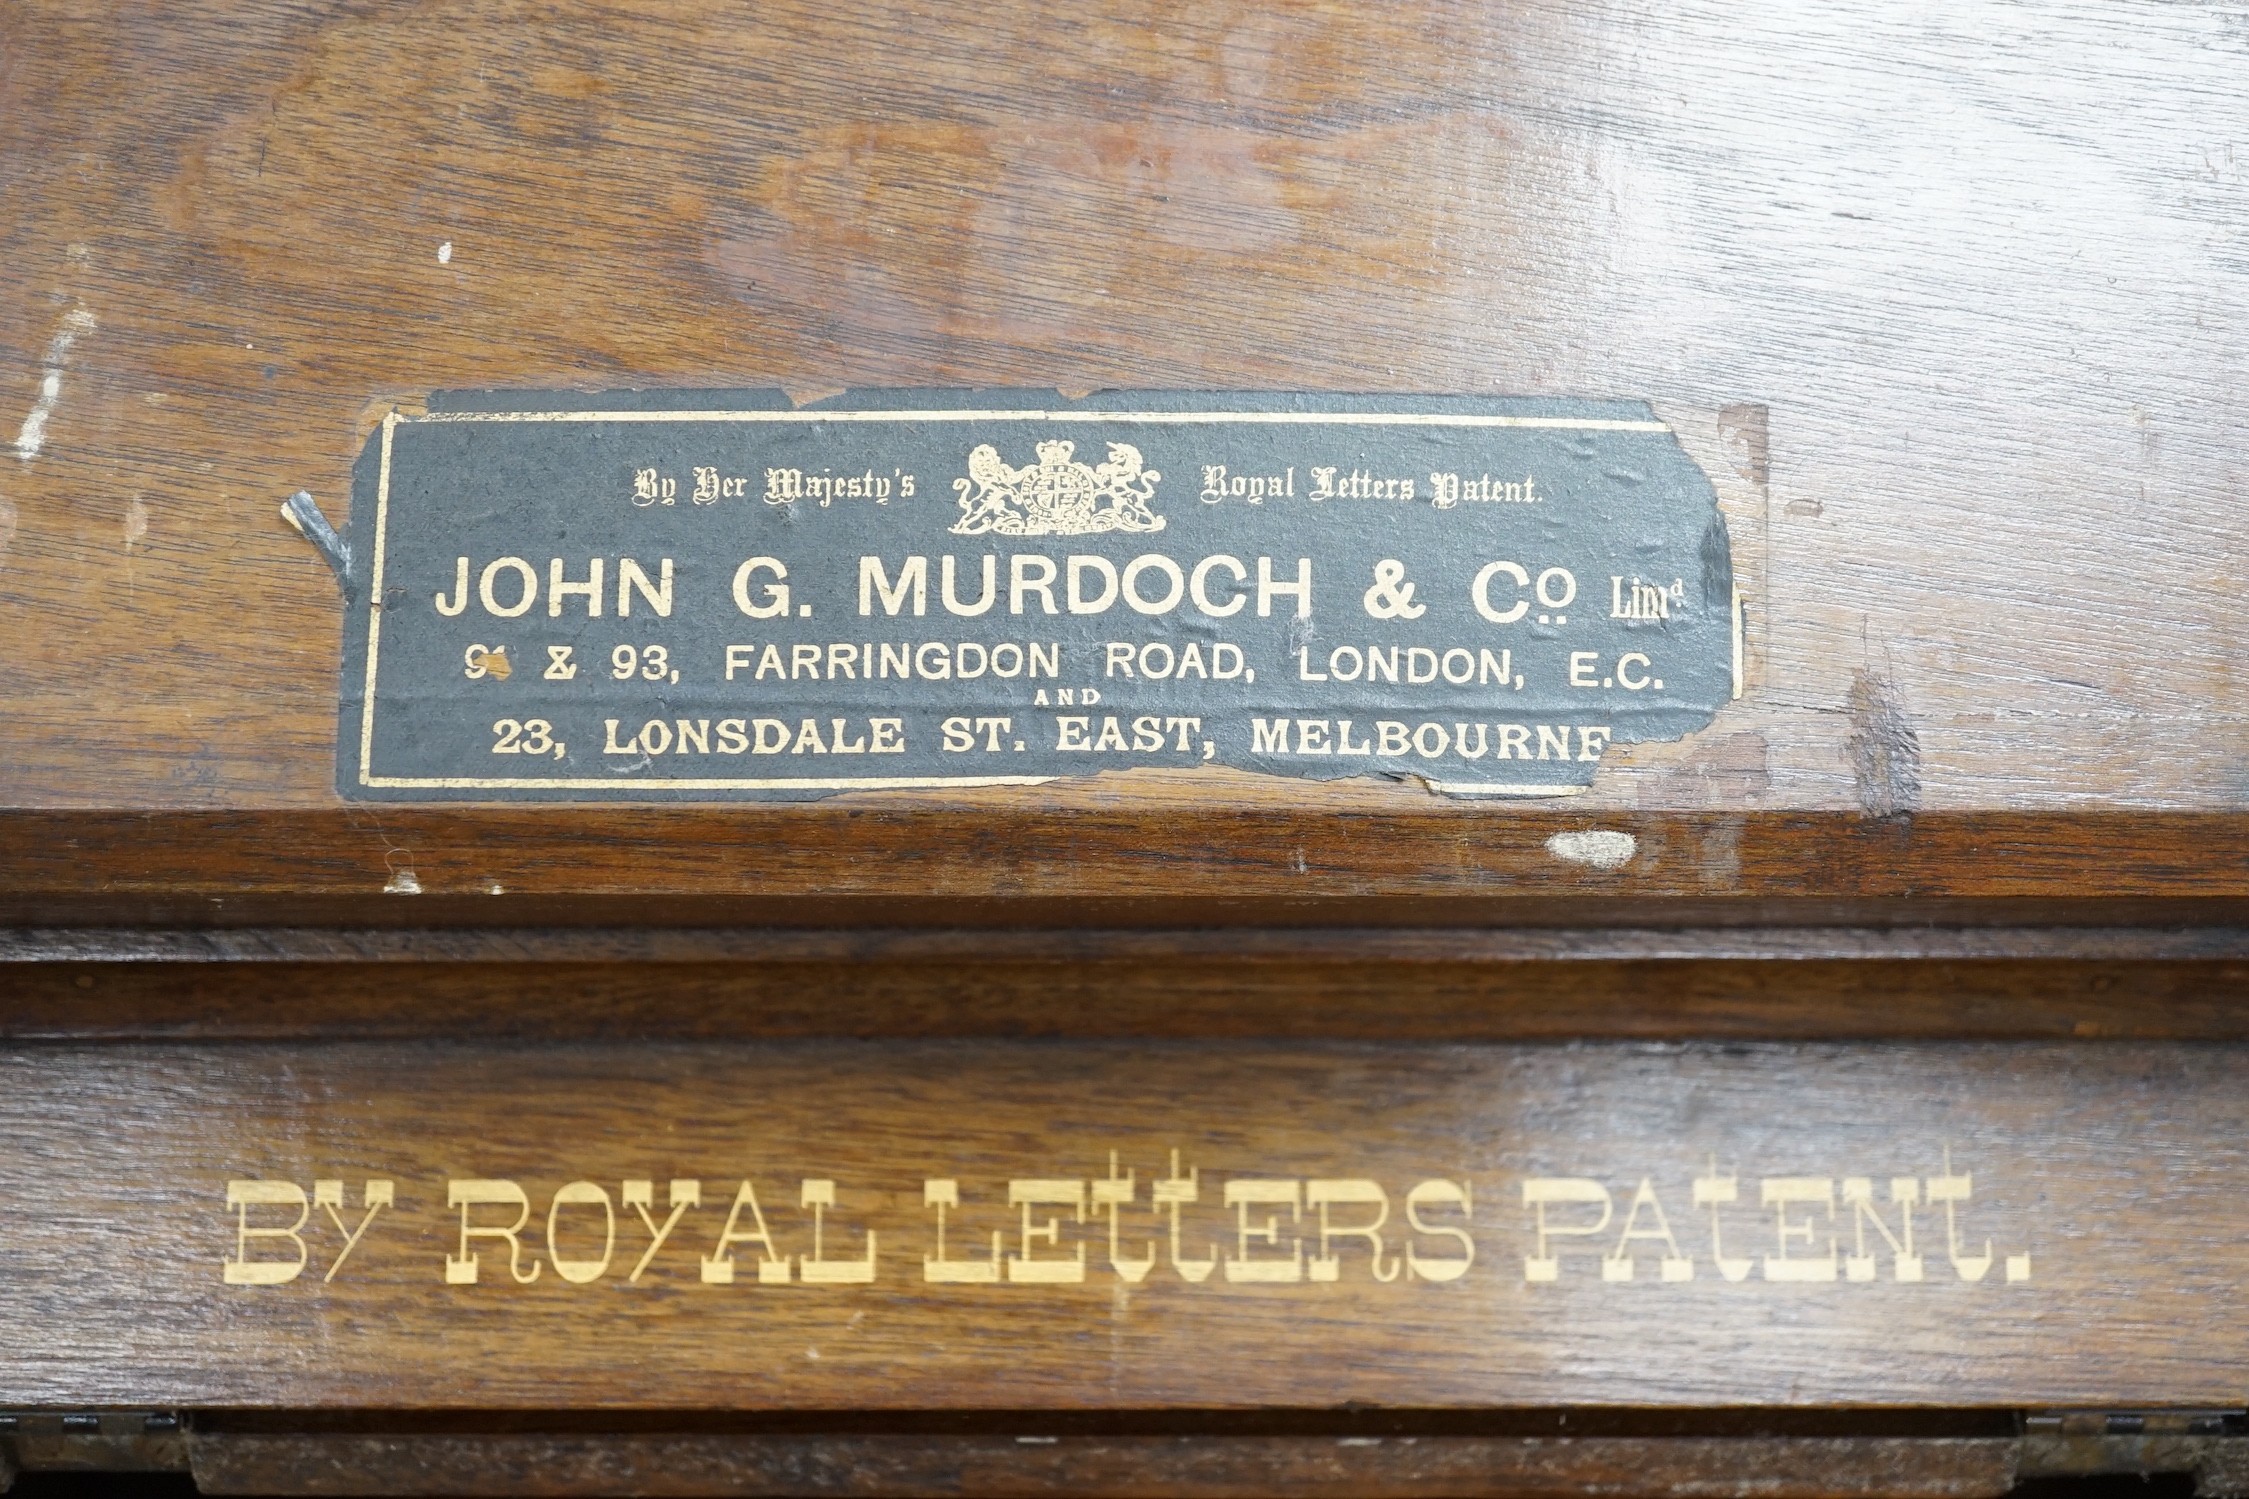 By Her Majesty's Royal Letters Patent.
JOHN G. MURDOCH & Co Limd.
91 & 93, FARRINGDON ROAD, LONDON, E.C.
AND
23, LONSDALE ST. EAST, MELBOURNE
BY ROYAL LETTERS PATENT.